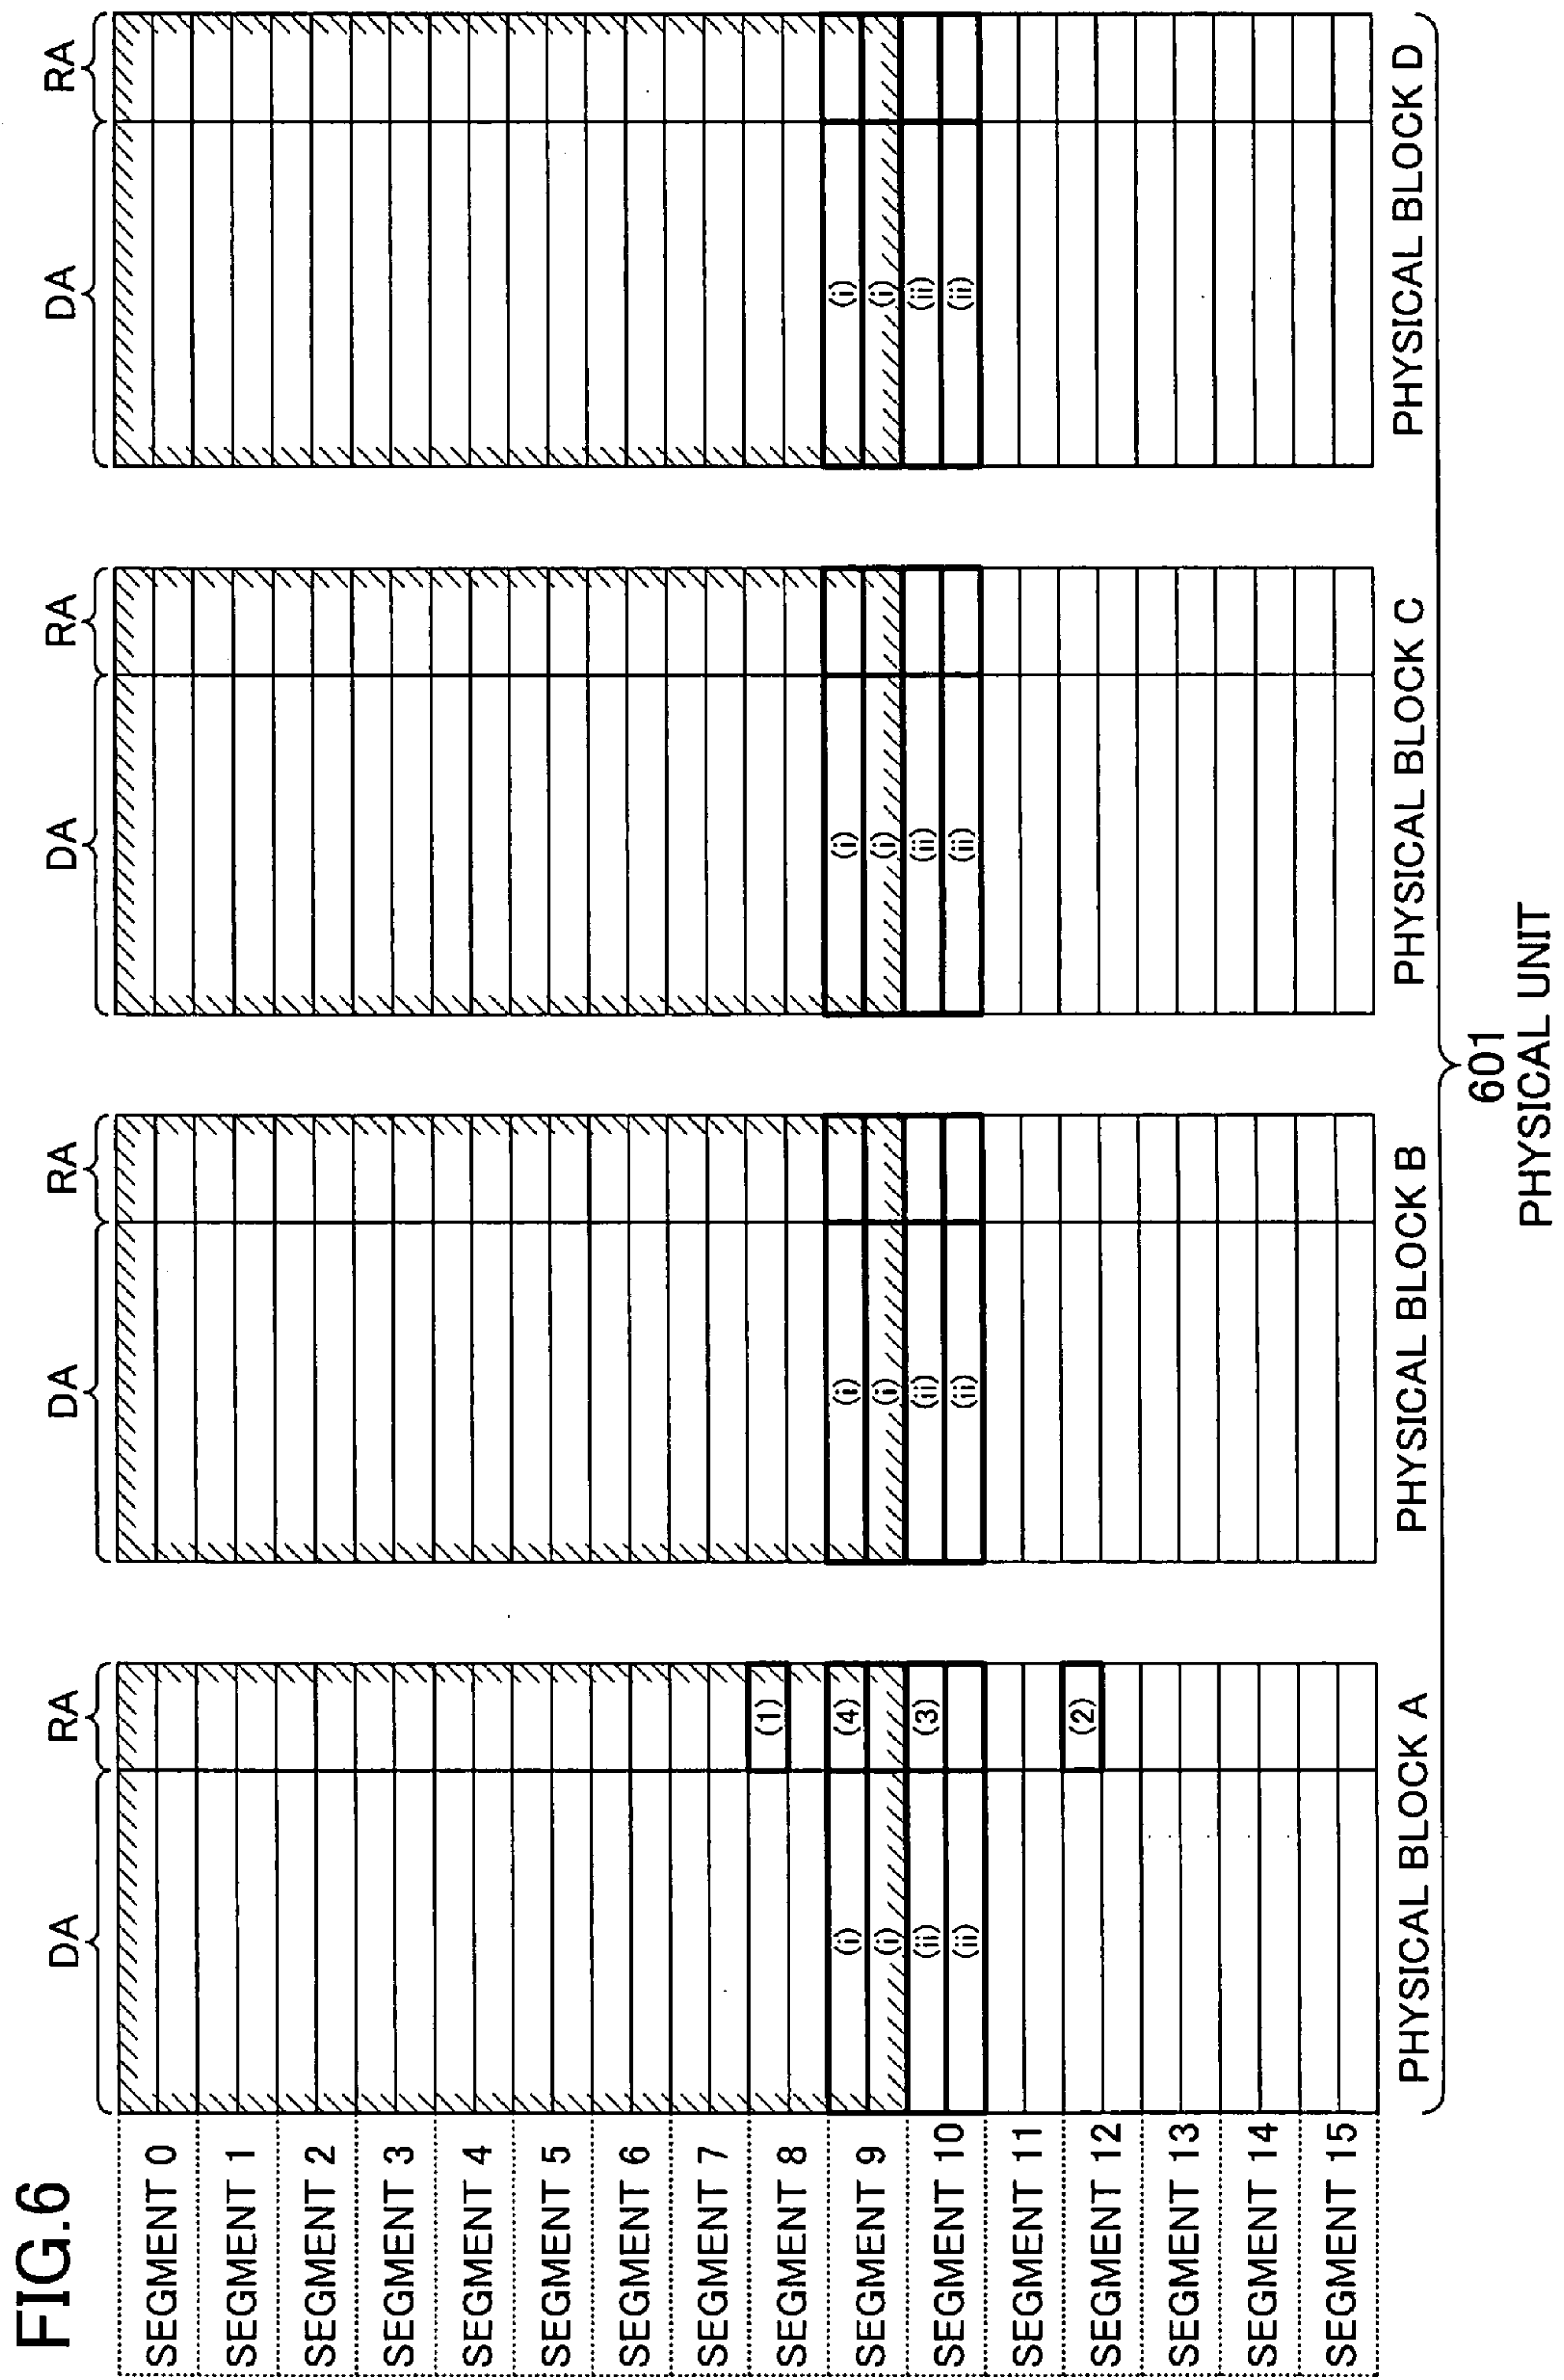 FIG.6
DA RA DA RA DA RA DA RA
SEGMENT 0
SEGMENT 1
SEGMENT 2
SEGMENT 3
SEGMENT 4
SEGMENT 5
SEGMENT 6
SEGMENT 7
SEGMENT 8 (1)
SEGMENT 9 (i) (4) (i) (i) (i)
(i) (i) (i) (i)
SEGMENT 10 (ii) (3) (ii) (ii) (ii)
(ii) (ii) (ii) (ii)
SEGMENT 11
SEGMENT 12 (2)
SEGMENT 13
SEGMENT 14
SEGMENT 15
PHYSICAL BLOCK A PHYSICAL BLOCK B PHYSICAL BLOCK C PHYSICAL BLOCK D
601
PHYSICAL UNIT